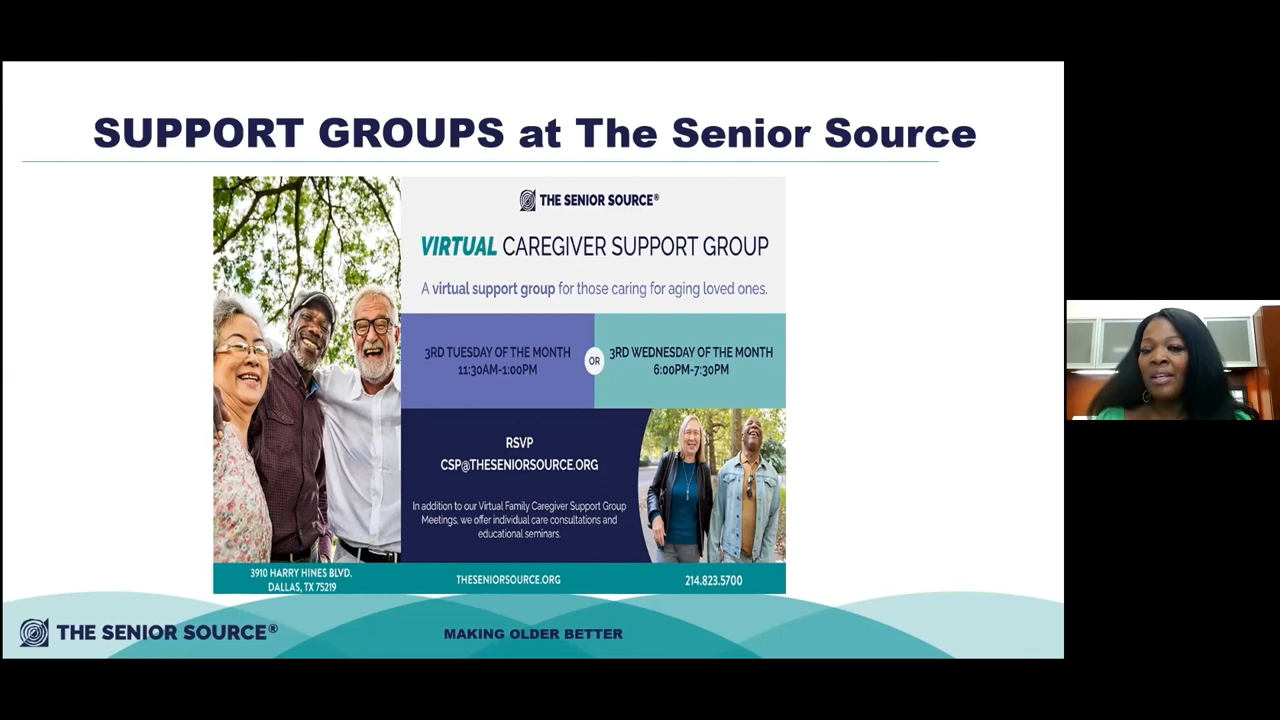 SUPPORT GROUPS at The Senior Source
THE SENIOR SOURCE®
VIRTUAL CAREGIVER SUPPORT GROUP
A virtual support group for those caring for aging loved ones.
3RD TUESDAY OF THE MONTH
11:30AM-1:00PM
OR
3RD WEDNESDAY OF THE MONTH
6:00PM-7:30PM
RSVP
CSP@THESENIORSOURCE.ORG
In addition to our Virtual Family Caregiver Support Group
Meetings, we offer individual care consultations and
educational seminars.
3910 HARRY HINES BLVD.
DALLAS, TX 75219
THESENIORSOURCE.ORG
214.823.5700
THE SENIOR SOURCE®
MAKING OLDER BETTER